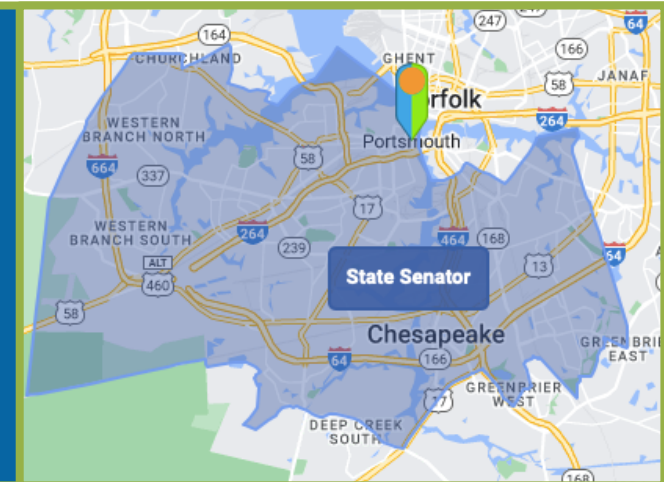 247
64
164
CHURCHLAND
GHENT
166
JANAF
58
rfolk
264
WESTERN
BRANCH NORTH
Portsmouth
58
664
337
17
WESTERN
BRANCH SOUTH
264
239
464
168
64
ALT
460
State Senator
13
58
Chesapeake
64
166
GREENBRI
EAST
GREENBRIER
WEST
17
DEEP CREEK
SOUTH
168